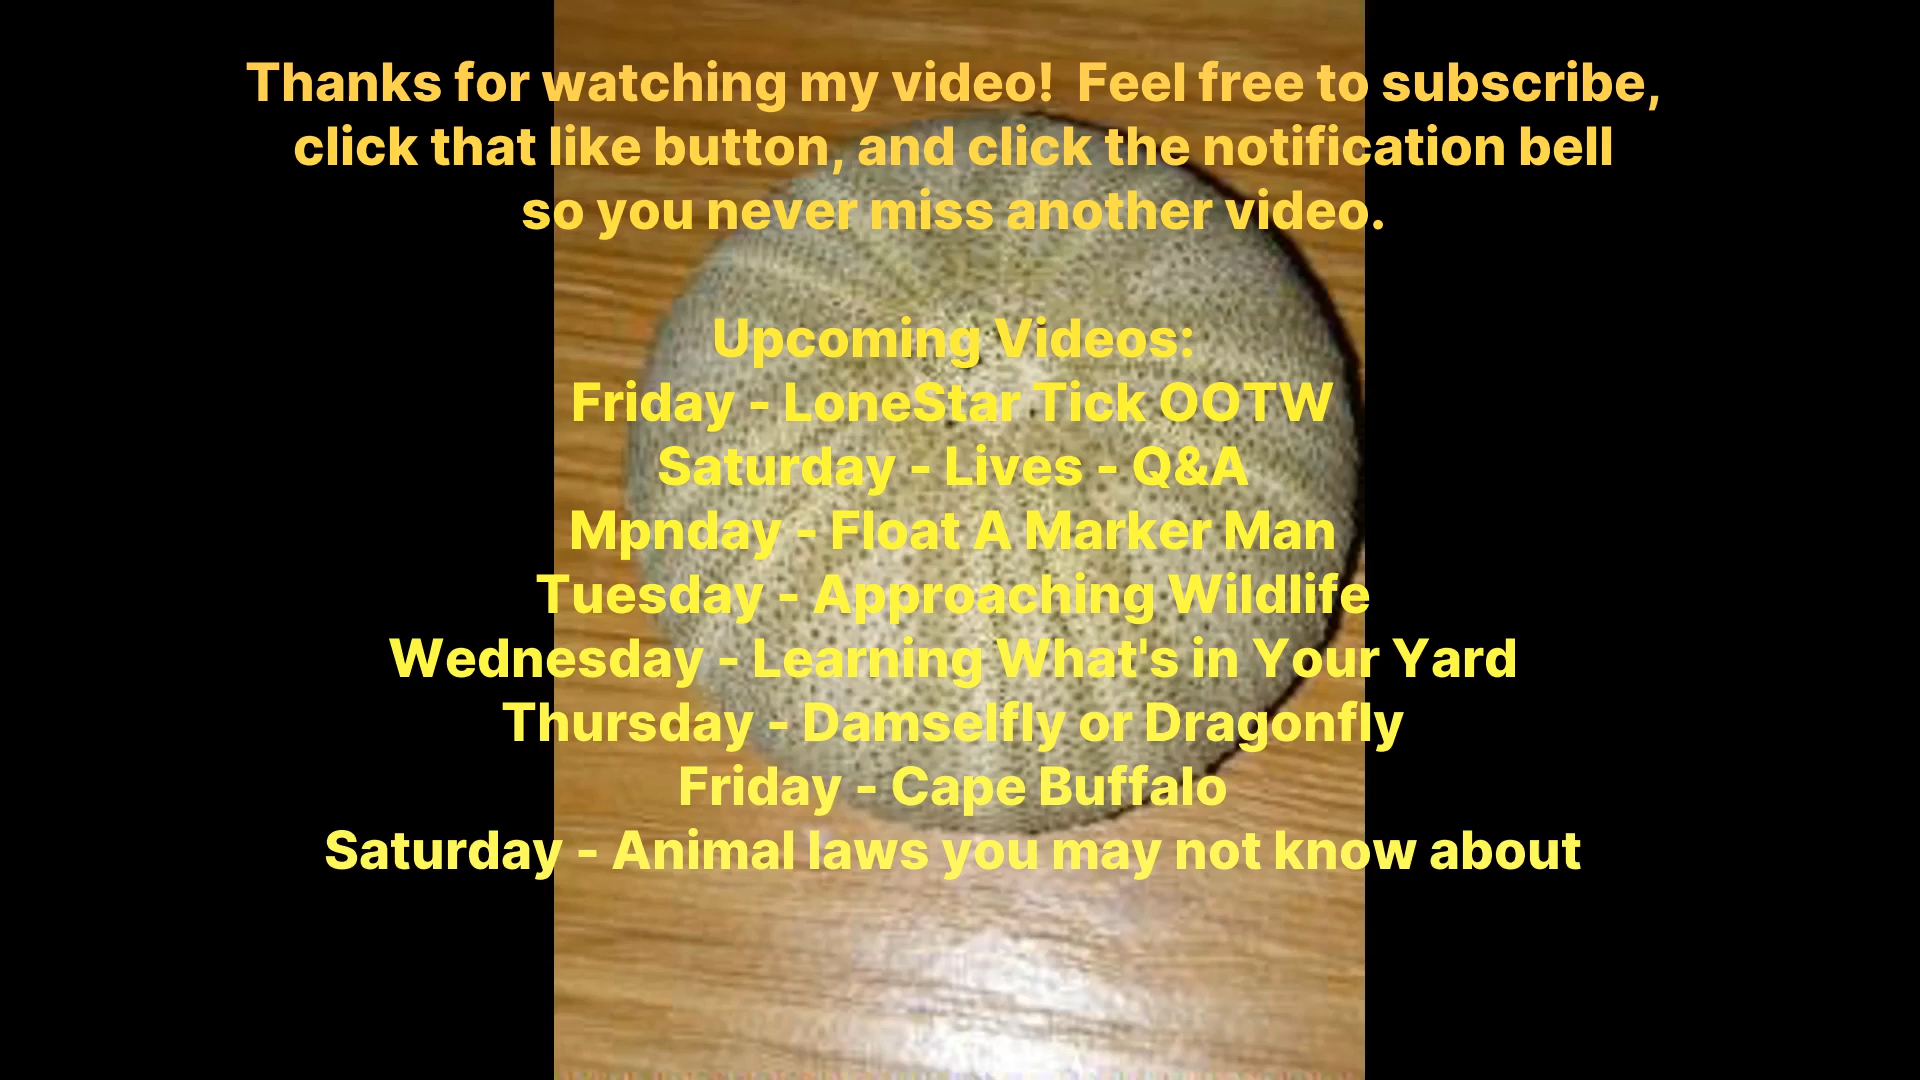 Thanks for watching my video!  Feel free to subscribe,
click that like button, and click the notification bell
so you never miss another video.
Upcoming Videos:
Friday - LoneStar Tick OOTW
Saturday - Lives - Q&A
Mpnday - Float A Marker Man
Tuesday - Approaching Wildlife
Wednesday - Learning What's in Your Yard
Thursday - Damselfly or Dragonfly
Friday - Cape Buffalo
Saturday - Animal laws you may not know about